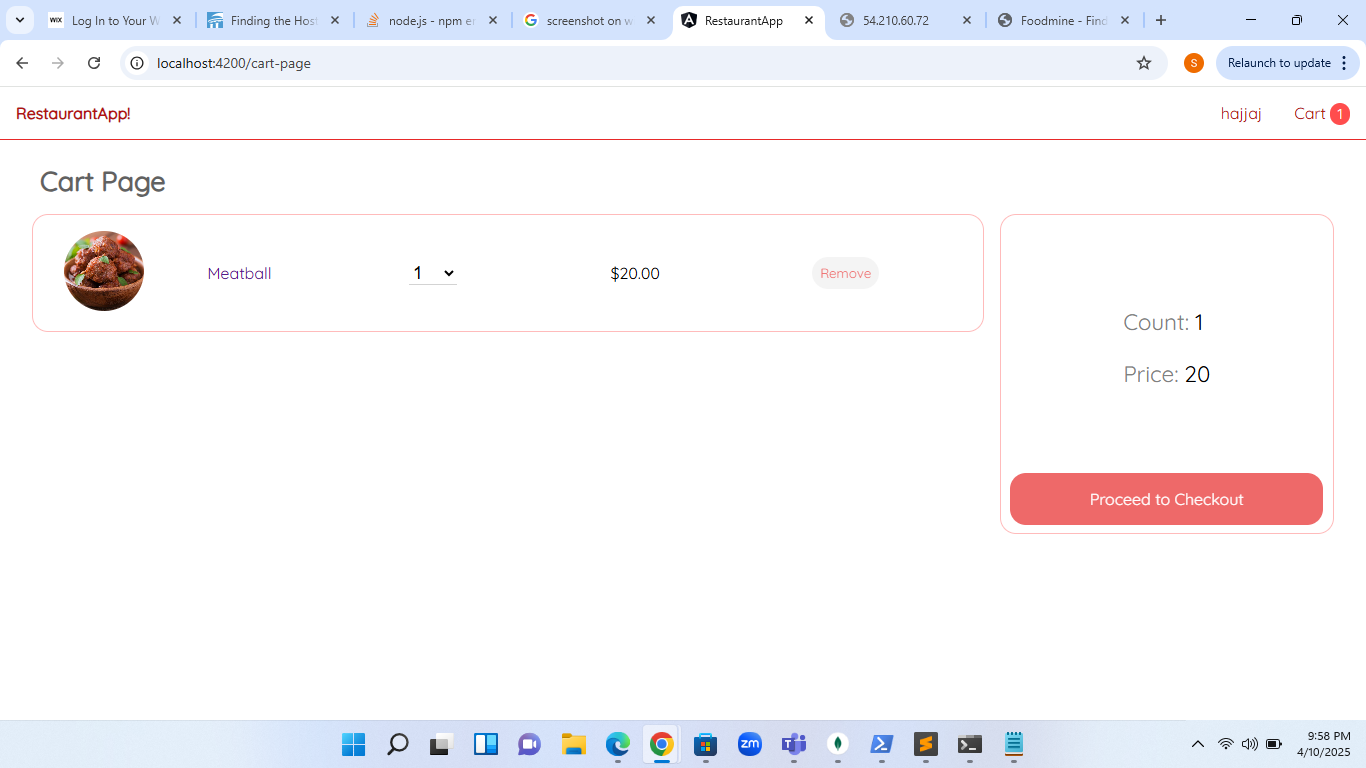 WIX Log In to Your W
Finding the Host
node.js - npm er
screenshot on w
RestaurantApp
54.210.60.72
Foodmine - Find
localhost:4200/cart-page
S
Relaunch to update
RestaurantApp!
hajjaj
Cart 1
Cart Page
Meatball
1
$20.00
Remove
Count: 1
Price: 20
Proceed to Checkout
zm
9:58 PM
4/10/2025